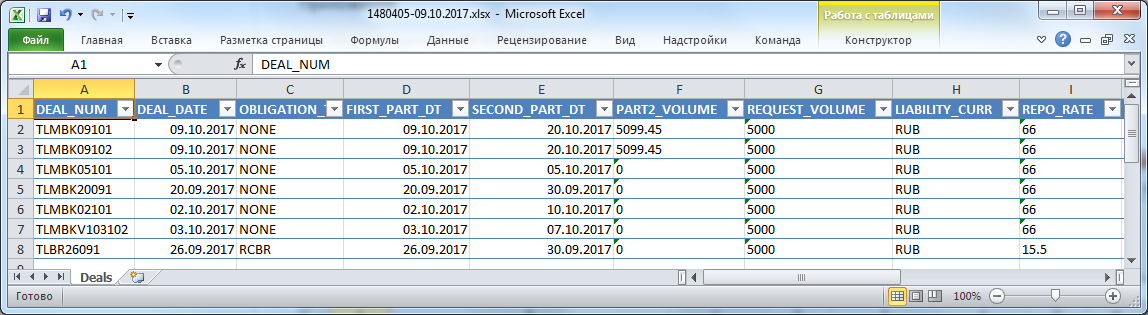 1480405-09.10.2017.xlsx - Microsoft Excel
Работа с таблицами
Файл Главная Вставка Разметка страницы Формулы Данные Рецензирование Вид Надстройки Команда Конструктор
A1 fx DEAL_NUM
A B C D E F G H I
1 DEAL_NUM DEAL_DATE OBLIGATION_ FIRST_PART_DT SECOND_PART_DT PART2_VOLUME REQUEST_VOLUME LIABILITY_CURR REPO_RATE
2 TLMBK09101 09.10.2017 NONE 09.10.2017 20.10.2017 5099.45 5000 RUB 66
3 TLMBK09102 09.10.2017 NONE 09.10.2017 20.10.2017 5099.45 5000 RUB 66
4 TLMBK05101 05.10.2017 NONE 05.10.2017 05.10.2017 0 5000 RUB 66
5 TLMBK20091 20.09.2017 NONE 20.09.2017 30.09.2017 0 5000 RUB 66
6 TLMBK02101 02.10.2017 NONE 02.10.2017 10.10.2017 0 5000 RUB 66
7 TLMBKV103102 03.10.2017 NONE 03.10.2017 07.10.2017 0 5000 RUB 66
8 TLBR26091 26.09.2017 RCBR 26.09.2017 30.09.2017 0 5000 RUB 15.5
Deals
Готово 100%